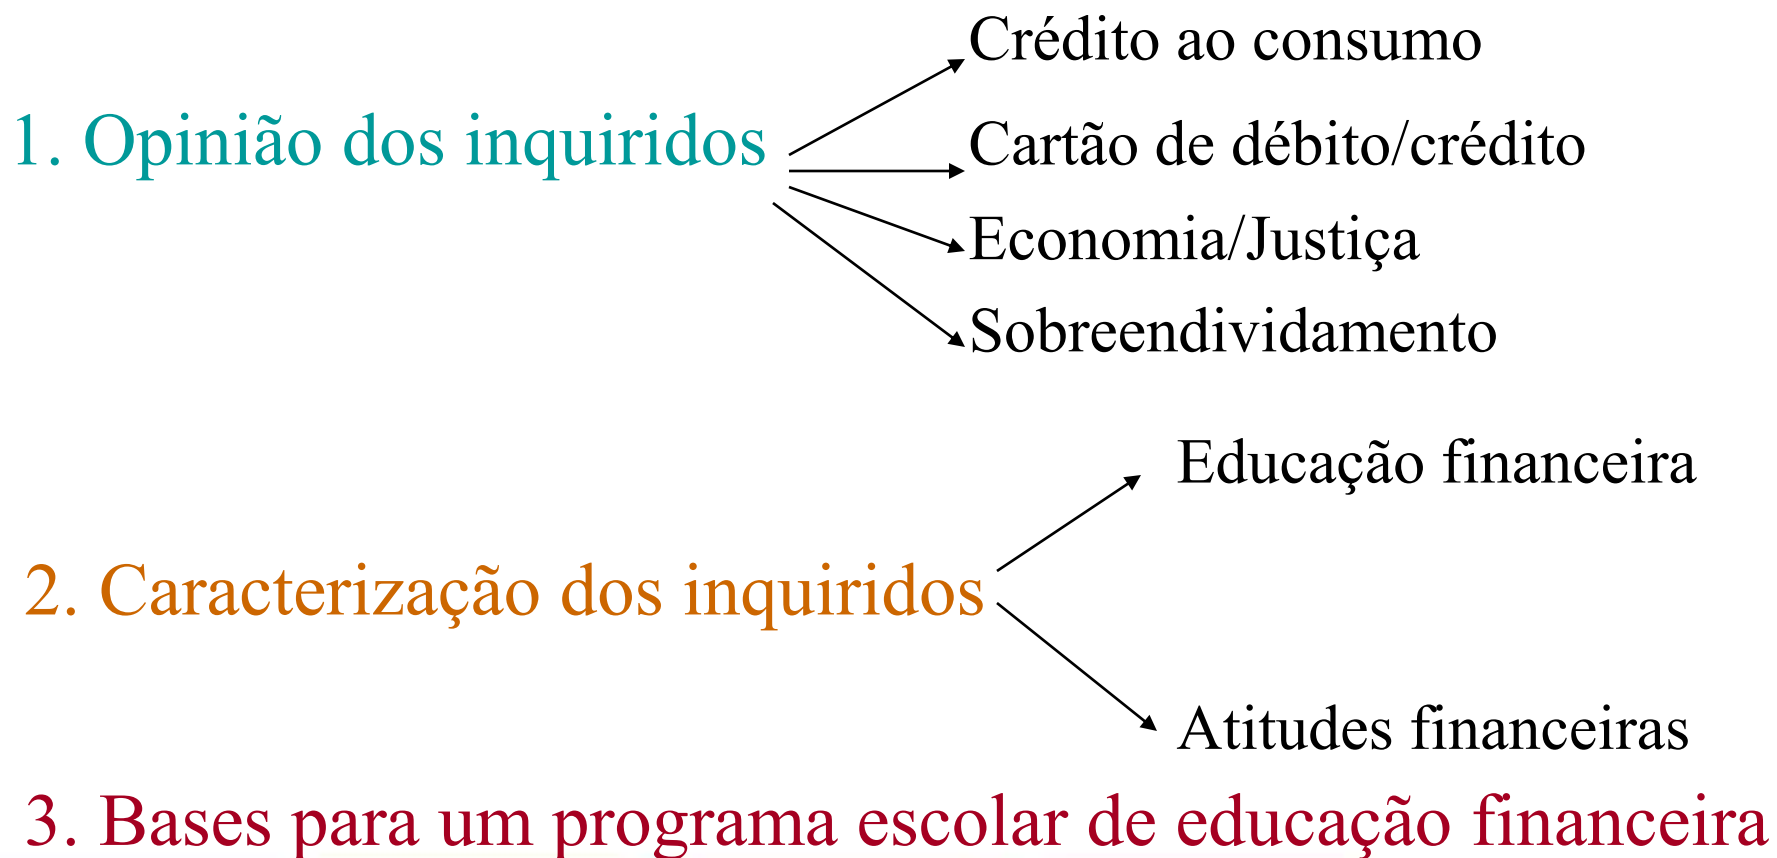 1. Opinião dos inquiridos
Crédito ao consumo
Cartão de débito/crédito
Economia/Justiça
Sobreendividamento
2. Caracterização dos inquiridos
Educação financeira
Atitudes financeiras
3. Bases para um programa escolar de educação financeira